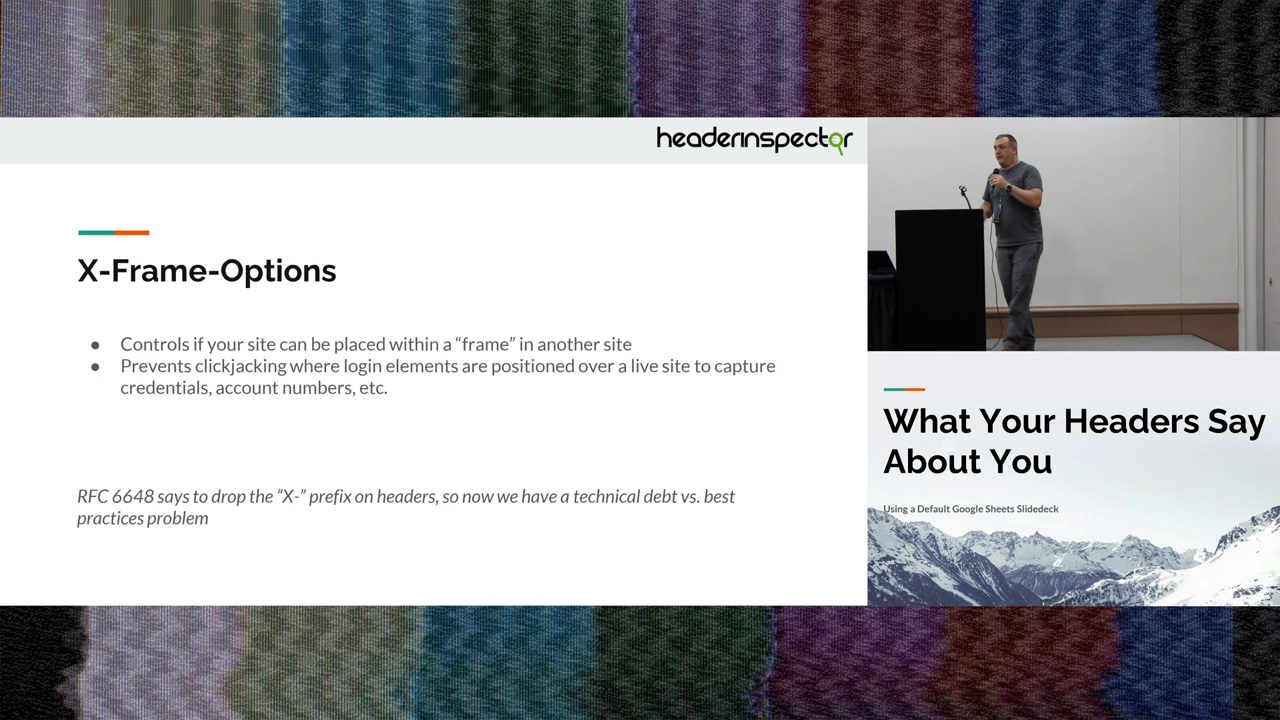 headerinspector
X-Frame-Options
● Controls if your site can be placed within a “frame” in another site
● Prevents clickjacking where login elements are positioned over a live site to capture
credentials, account numbers, etc.
RFC 6648 says to drop the “X-” prefix on headers, so now we have a technical debt vs. best
practices problem
What Your Headers Say
About You
Using a Default Google Sheets Slidedeck